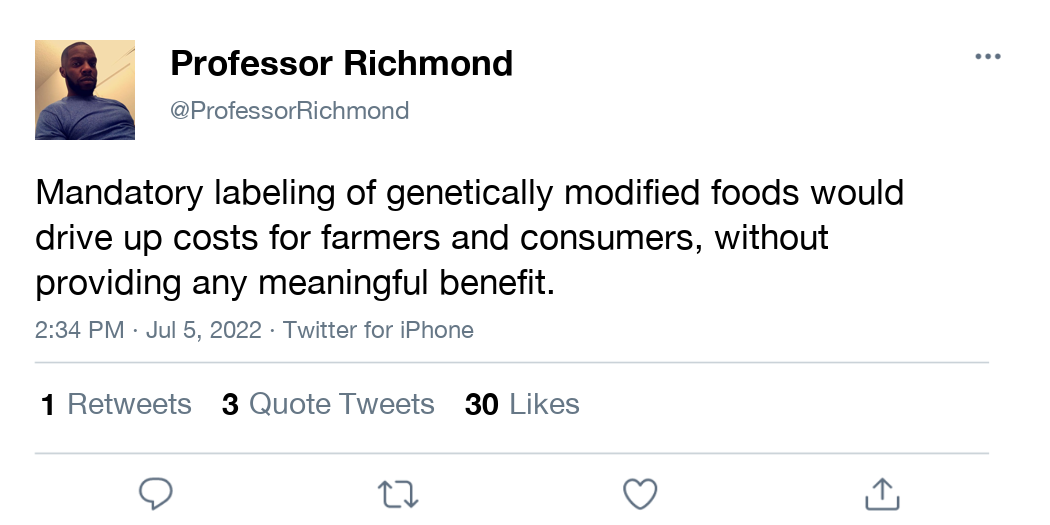 Professor Richmond
@ProfessorRichmond
Mandatory labeling of genetically modified foods would
drive up costs for farmers and consumers, without
providing any meaningful benefit.
2:34 PM · Jul 5, 2022 · Twitter for iPhone
1 Retweets 3 Quote Tweets 30 Likes